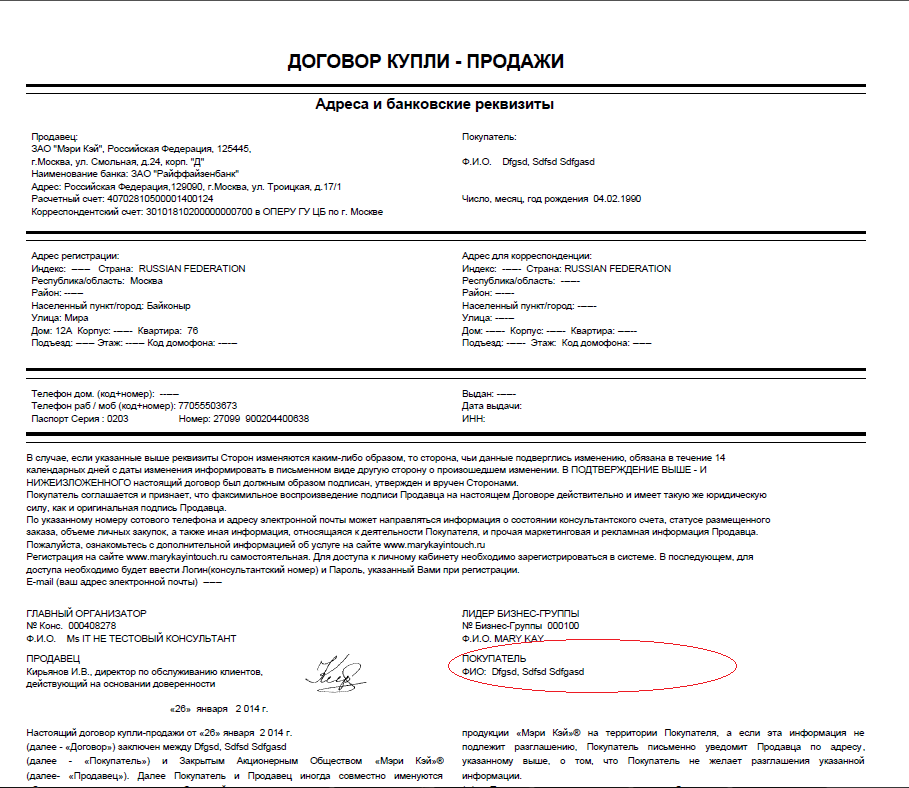 ДОГОВОР КУПЛИ - ПРОДАЖИ
Адреса и банковские реквизиты
Продавец:
ЗАО "Мэри Кэй", Российская Федерация, 125445,
г.Москва, ул. Смольная, д.24, корп. "Д"
Наименование банка: ЗАО "Райффайзенбанк"
Адрес: Российская Федерация,129090, г.Москва, ул. Троицкая, д.17/1
Расчетный счет: 40702810500001400124
Корреспондентский счет: 30101810200000000700 в ОПЕРУ ГУ ЦБ по г. Москве
Покупатель:
Ф.И.О. Dfgsd, Sdfsd Sdfgasd
Число, месяц, год рождения 04.02.1990
Адрес регистрации:
Индекс: ------ Страна: RUSSIAN FEDERATION
Республика/область: Москва
Район: ------
Населенный пункт/город: Байконыр
Улица: Мира
Дом: 12А Корпус: ------ Квартира: 76
Подъезд: ------ Этаж: ------ Код домофона: ------
Адрес для корреспонденции:
Индекс: ------ Страна: RUSSIAN FEDERATION
Республика/область: ------
Район: ------
Населенный пункт/город: ------
Улица: ------
Дом: ------ Корпус: ------ Квартира: ------
Подъезд: ------ Этаж: Код домофона: ------
Телефон дом. (код+номер): ------
Телефон раб / моб (код+номер): 77055503673
Паспорт Серия : 0203 Номер: 27099 900204400638
Выдан: ------
Дата выдачи:
ИНН:
В случае, если указанные выше реквизиты Сторон изменяются каким-либо образом, то сторона, чьи данные подверглись изменению, обязана в течение 14
календарных дней с даты изменения информировать в письменном виде другую сторону о произошедшем изменении. В ПОДТВЕРЖДЕНИЕ ВЫШЕ - И
НИЖЕИЗЛОЖЕННОГО настоящий договор был должным образом подписан, утвержден и вручен Сторонами.
Покупатель соглашается и признает, что факсимильное воспроизведение подписи Продавца на настоящем Договоре действительно и имеет такую же юридическую
силу, как и оригинальная подпись Продавца.
По указанному номеру сотового телефона и адресу электронной почты может направляться информация о состоянии консультантского счета, статусе размещенного
заказа, объеме личных закупок, а также иная информация, относящаяся к деятельности Покупателя, и прочая маркетинговая и рекламная информация Продавца.
Пожалуйста, ознакомьтесь с дополнительной информацией об услуге на сайте www.marykayintouch.ru
Регистрация на сайте www.marykayintouch.ru самостоятельная. Для доступа к личному кабинету необходимо зарегистрироваться в системе. В последующем, для
доступа необходимо будет ввести Логин(консультантский номер) и Пароль, указанный Вами при регистрации.
E-mail (ваш адрес электронной почты) ------
ГЛАВНЫЙ ОРГАНИЗАТОР
№ Конс. 000408278
Ф.И.О. Ms IT НЕ ТЕСТОВЫЙ КОНСУЛЬТАНТ
ЛИДЕР БИЗНЕС-ГРУППЫ
№ Бизнес-Группы 000100
Ф.И.О. MARY KAY
ПРОДАВЕЦ
Кирьянов И.В., директор по обслуживанию клиентов,
действующий на основании доверенности
ПОКУПАТЕЛЬ
ФИО: Dfgsd, Sdfsd Sdfgasd
«26» января 2 014 г.
Настоящий договор купли-продажи от «26» января 2 014 г.
(далее - «Договор») заключен между Dfgsd, Sdfsd Sdfgasd
(далее - «Покупатель») и Закрытым Акционерным Обществом «Мэри Кэй»®
(далее- «Продавец»). Далее Покупатель и Продавец иногда совместно именуются
продукции «Мэри Кэй»® на территории Покупателя, а если эта информация не
подлежит разглашению, Покупатель письменно уведомит Продавца по адресу,
указанному выше, о том, что Покупатель не желает разглашения указанной
информации.